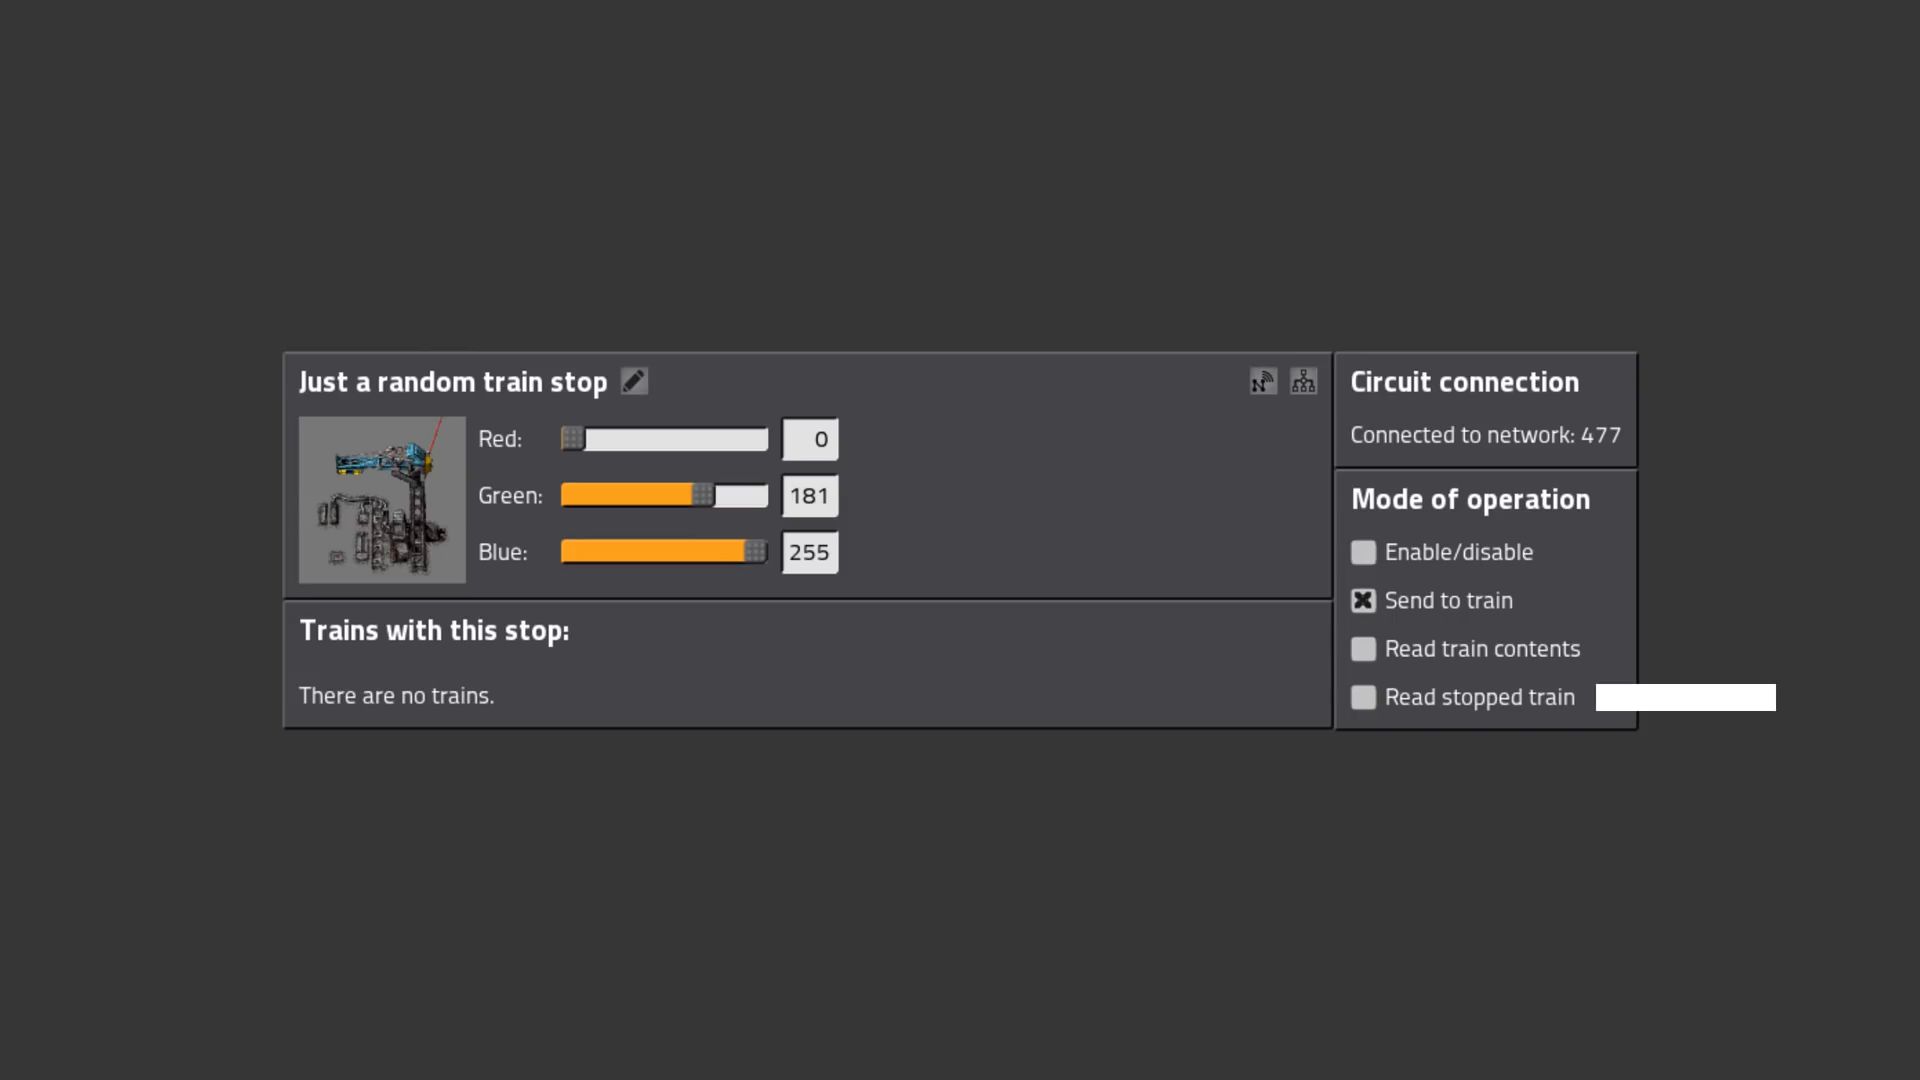 Just a random train stop
Red: 0
Green: 181
Blue: 255
Trains with this stop:
There are no trains.
Circuit connection
Connected to network: 477
Mode of operation
Enable/disable
Send to train
Read train contents
Read stopped train